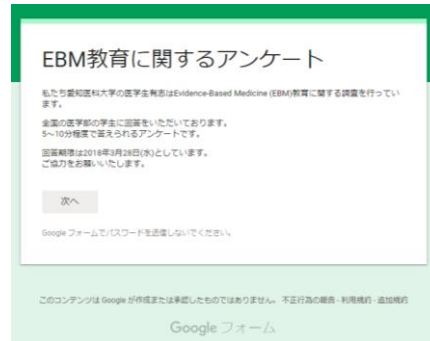 EBM教育に関するアンケート
私たち愛知医科大学の医学生有志はEvidence-Based Medicine (EBM)教育に関する調査を行ってい
ます。
全国の医学部の学生に回答をいただいております。
5~10分程度で答えられるアンケートです。
回答期限は2018年3月28日(水)としています。
ご協力をお願いいたします。
次へ
Google フォームでパスワードを送信しないでください。
このコンテンツは Google が作成または承認したものではありません。 不正行為の報告 - 利用規約 - 追加規約
Google フォーム